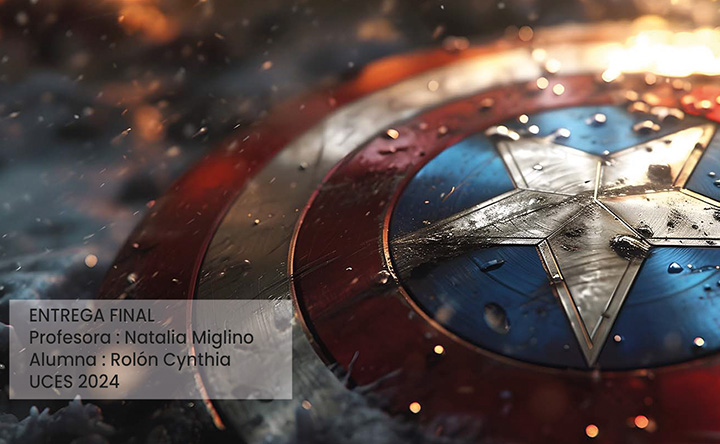 ENTREGA FINAL
Profesora : Natalia Miglino
Alumna : Rolón Cynthia
UCES 2024